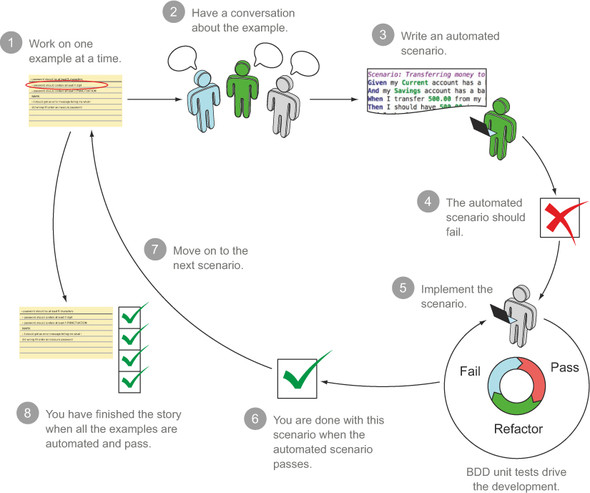 1 Work on one
example at a time.
2 Have a conversation
about the example.
3 Write an automated
scenario.
Scenario: Transferring money to
Given my Current account has a
And my Savings account has a ba
When I transfer 500.00 from my
Then I should have 500.00
4 The automated
scenario should
fail.
5 Implement the
scenario.
Fail
Pass
Refactor
BDD unit tests drive
the development.
6 You are done with this
scenario when the
automated scenario
passes.
7 Move on to the
next scenario.
8 You have finished the story
when all the examples are
automated and pass.